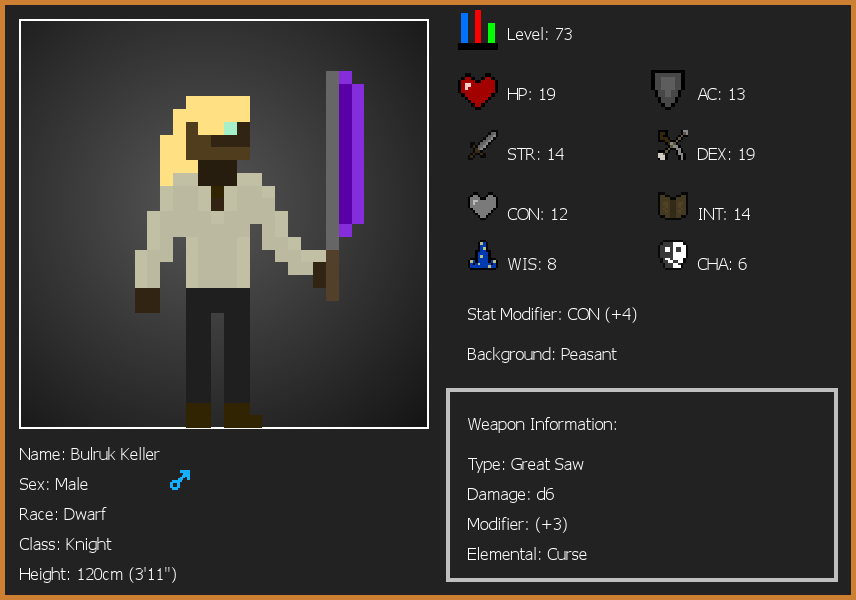 Level: 73
HP: 19
AC: 13
STR: 14
DEX: 19
CON: 12
INT: 14
WIS: 8
CHA: 6
Stat Modifier: CON (+4)
Background: Peasant
Weapon Information:
Type: Great Saw
Damage: d6
Modifier: (+3)
Elemental: Curse
Name: Bulruk Keller
Sex: Male
Race: Dwarf
Class: Knight
Height: 120cm (3'11")